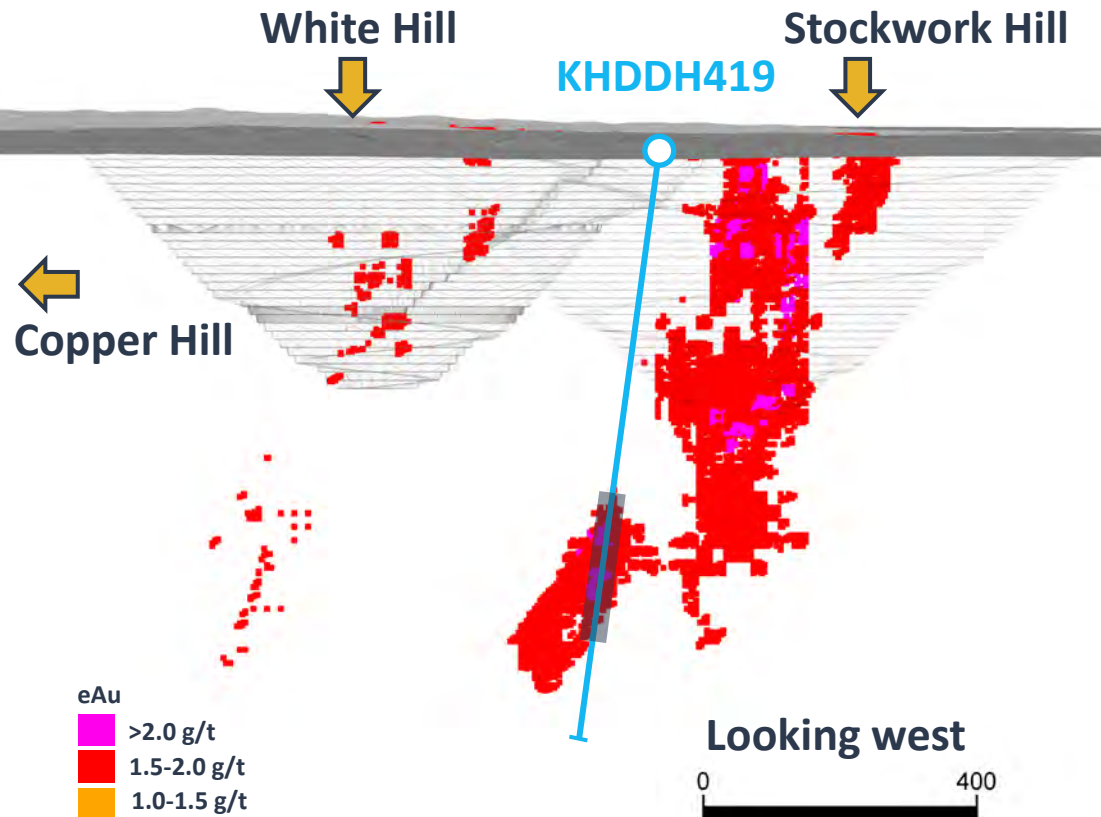 White Hill
Stockwork Hill
KHDDH419
Copper Hill
eAu
>2.0 g/t
1.5-2.0 g/t
1.0-1.5 g/t
Looking west
0 400